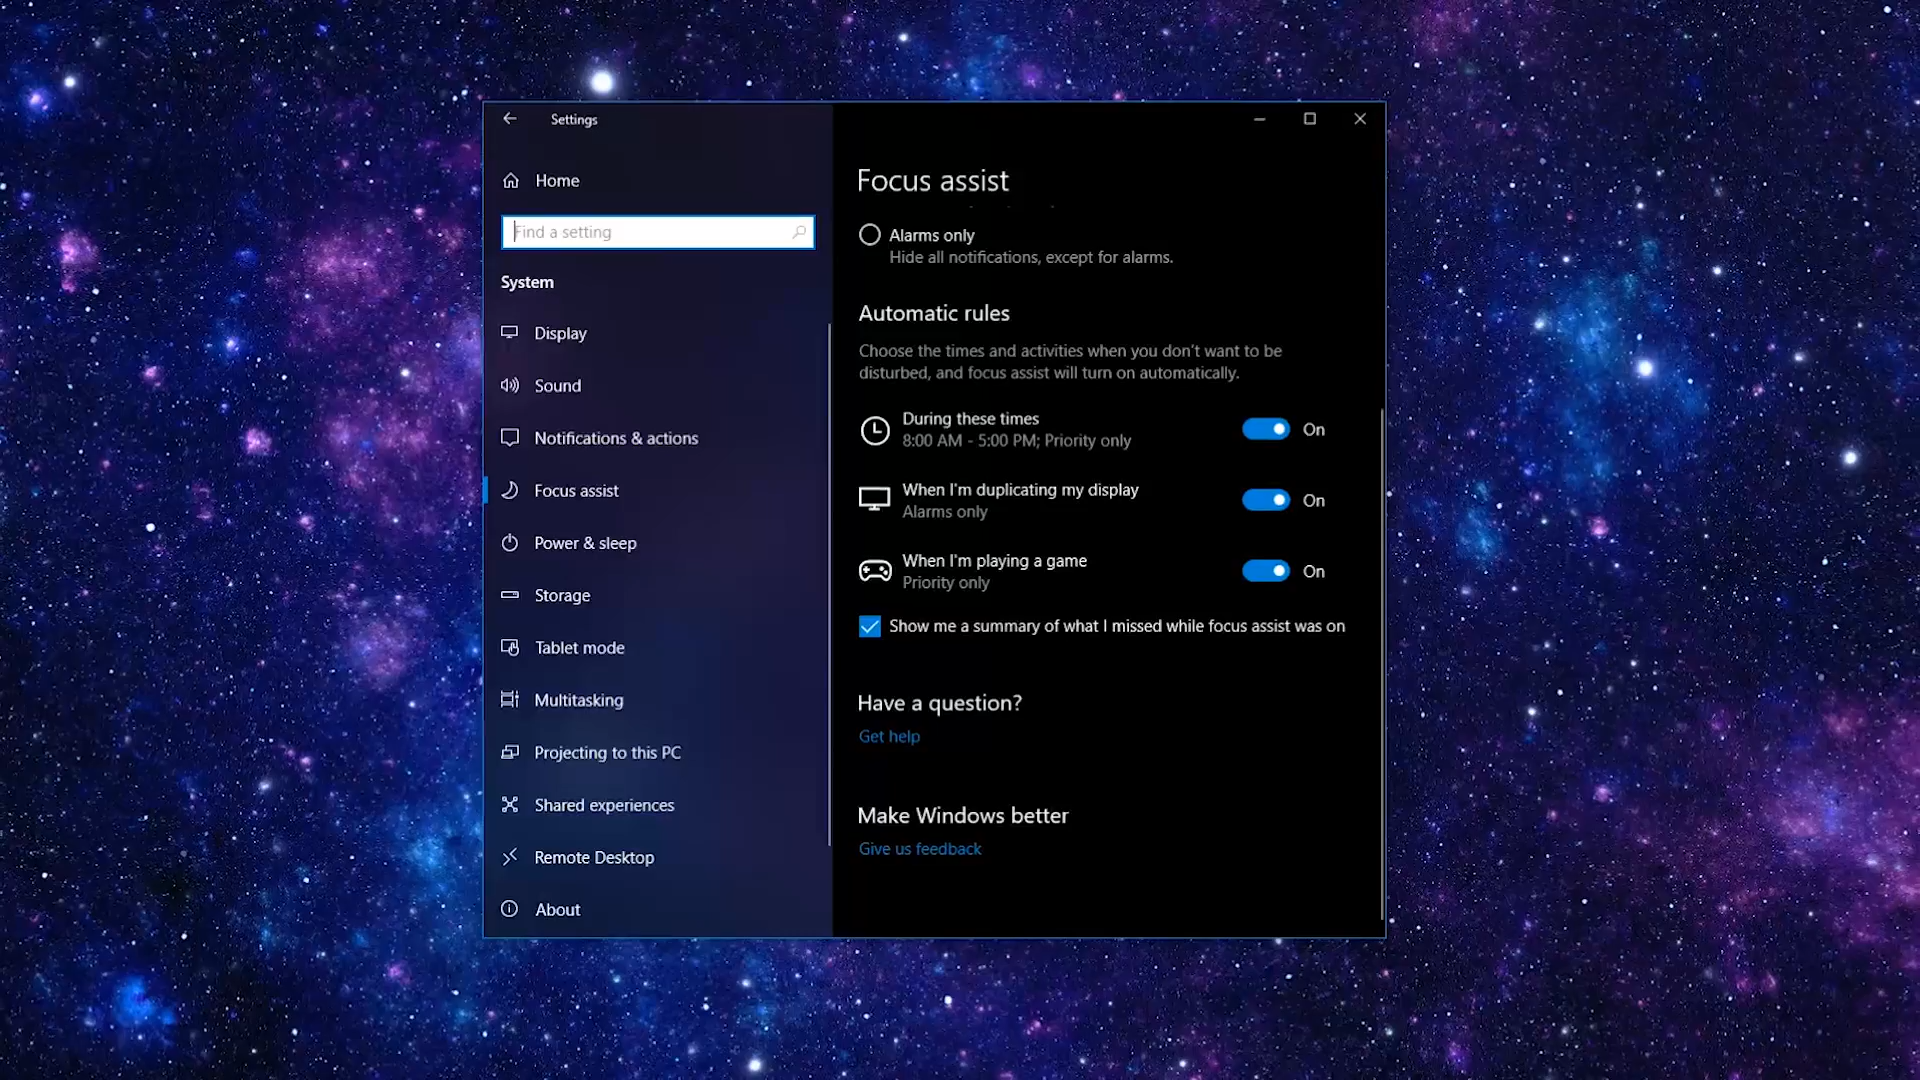 Settings
Home
Find a setting
System
Display
Sound
Notifications & actions
Focus assist
Power & sleep
Storage
Tablet mode
Multitasking
Projecting to this PC
Shared experiences
Remote Desktop
About
Focus assist
Alarms only
Hide all notifications, except for alarms.
Automatic rules
Choose the times and activities when you don't want to be
disturbed, and focus assist will turn on automatically.
During these times
8:00 AM - 5:00 PM; Priority only
On
When I'm duplicating my display
Alarms only
On
When I'm playing a game
Priority only
On
Show me a summary of what I missed while focus assist was on
Have a question?
Get help
Make Windows better
Give us feedback